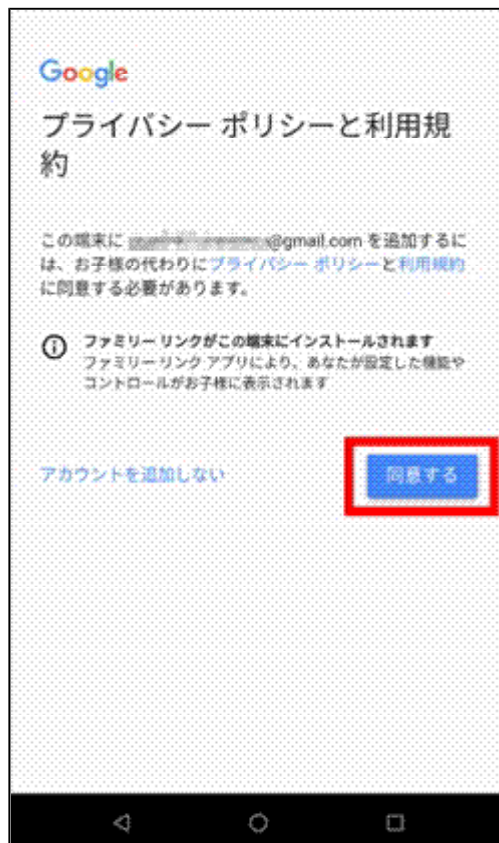 Google
プライバシー ポリシーと利用規
約
この端末に @gmail.com を追加するに
は、お子様の代わりにプライバシー ポリシーと利用規約
に同意する必要があります。
ファミリー リンクがこの端末にインストールされます
ファミリー リンク アプリにより、あなたが設定した機能や
コントロールがお子様に表示されます
アカウントを追加しない
同意する